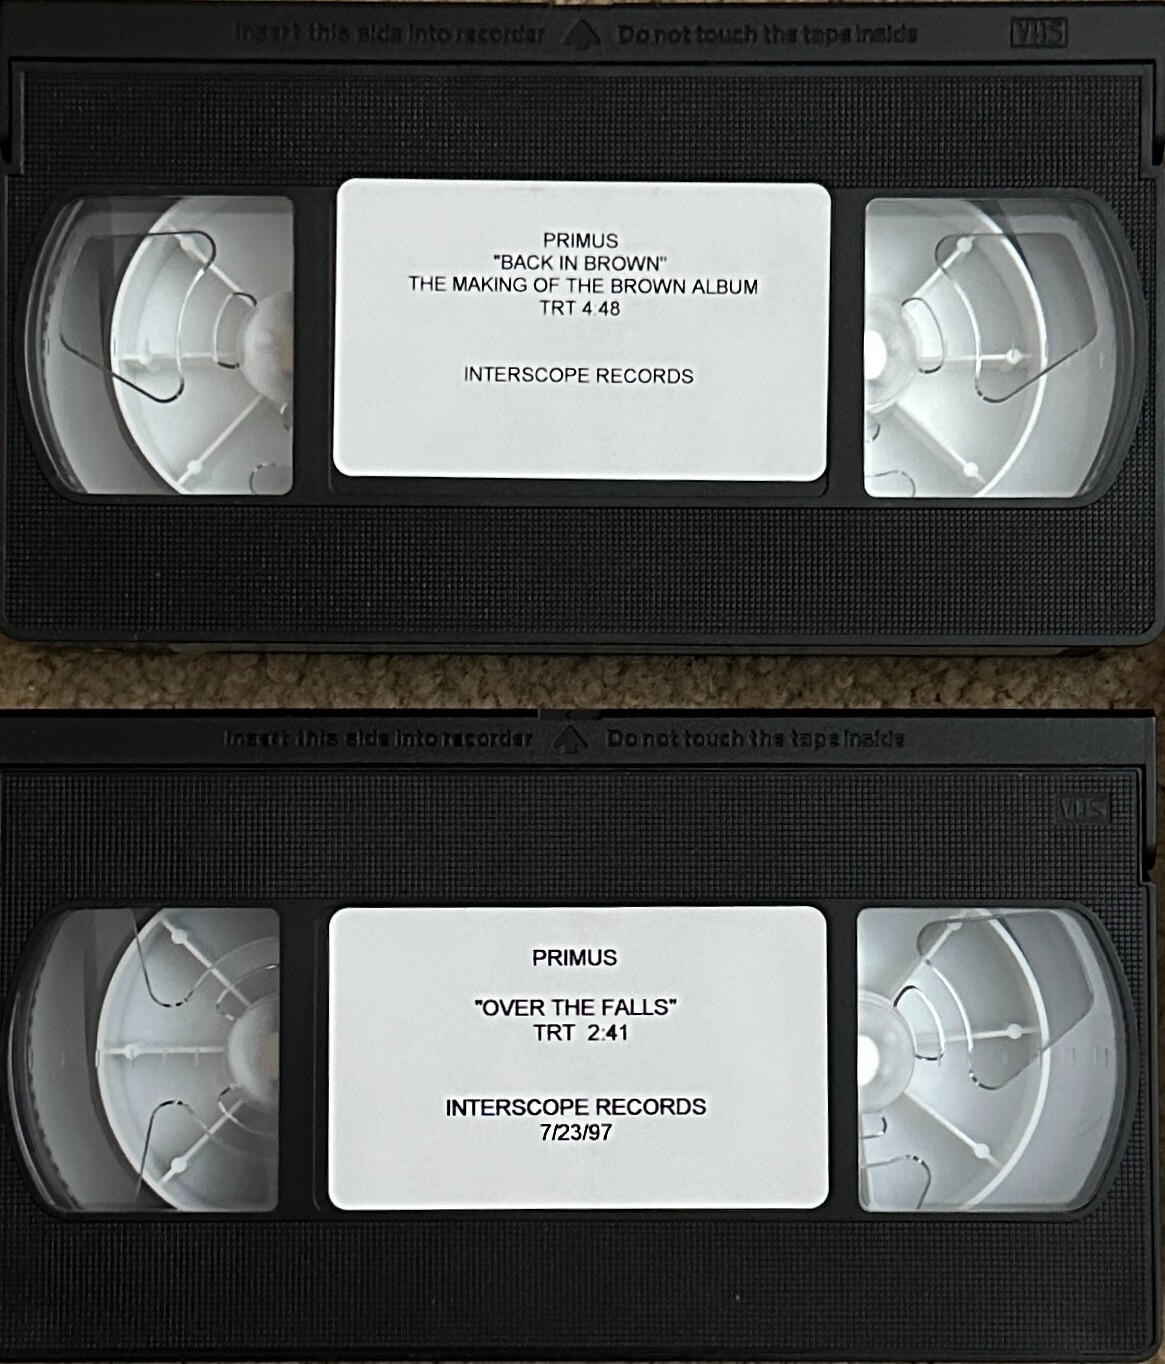 Insert this side into recorder Do not touch the tape inside VHS
PRIMUS
"BACK IN BROWN"
THE MAKING OF THE BROWN ALBUM
TRT 4:48
INTERSCOPE RECORDS
Insert this side into recorder Do not touch the tape inside
VHS
PRIMUS
"OVER THE FALLS"
TRT 2:41
INTERSCOPE RECORDS
7/23/97